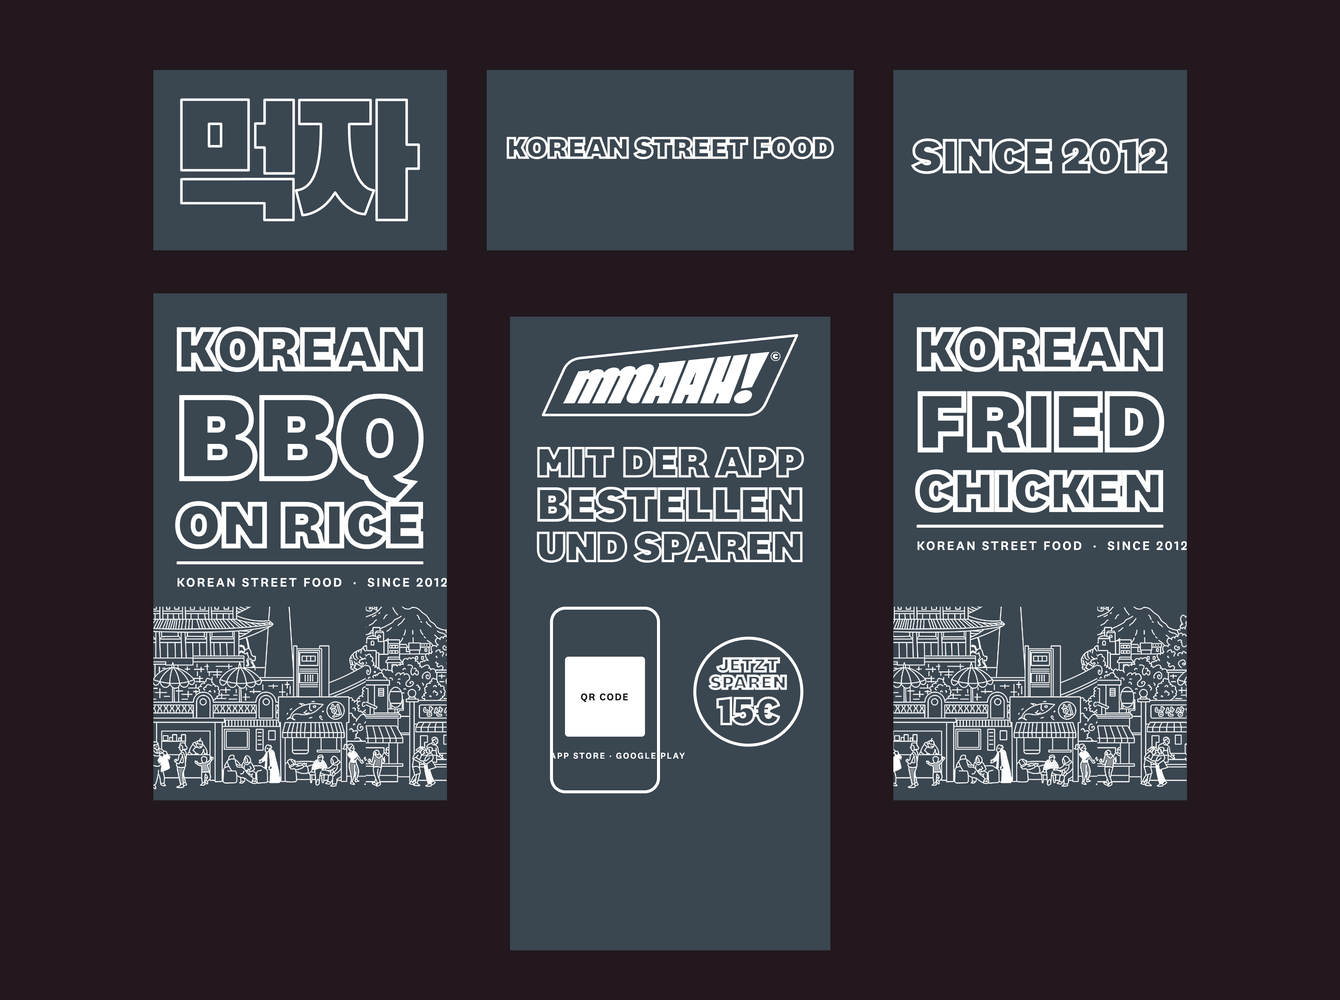 먹자
KOREAN STREET FOOD
SINCE 2012
KOREAN
BBQ
ON RICE
KOREAN STREET FOOD · SINCE 2012
mmAAH!©
MIT DER APP
BESTELLEN
UND SPAREN
QR CODE
APP STORE · GOOGLE PLAY
JETZT
SPAREN
15€
KOREAN
FRIED
CHICKEN
KOREAN STREET FOOD · SINCE 2012